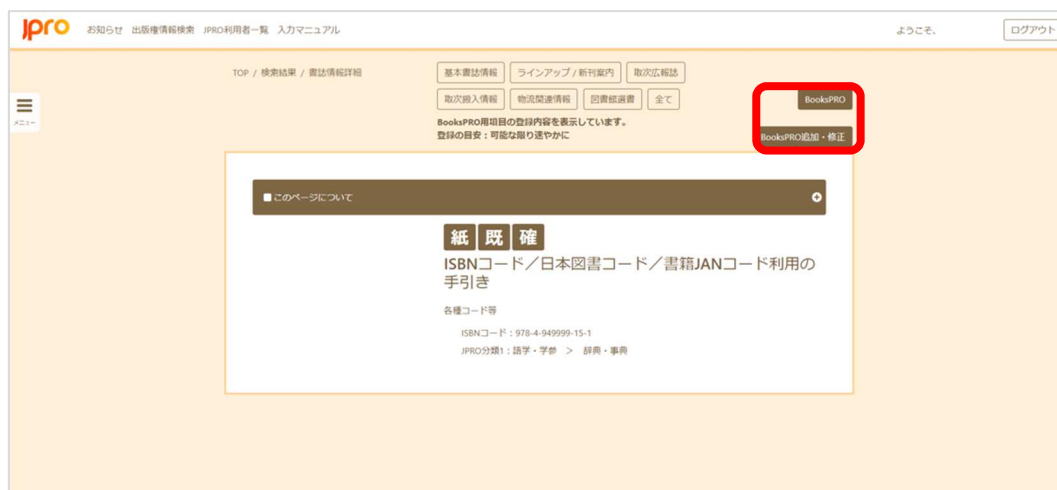 Jpro お知らせ 出版権情報検索 JPRO利用者一覧 入力マニュアル ようこそ、 ログアウト
TOP / 検索結果 / 書誌情報詳細
基本書誌情報 ラインアップ / 新刊案内 取次広報誌
取次搬入情報 物流関連情報 図書館選書 全て BooksPRO
メニュー
BooksPRO用項目の登録内容を表示しています。
登録の目安：可能な限り速やかに
BooksPRO追加・修正
このページについて
紙 既 確
ISBNコード／日本図書コード／書籍JANコード利用の
手引き
各種コード等
ISBNコード：978-4-949999-15-1
JPRO分類1：語学・学参 > 辞典・事典